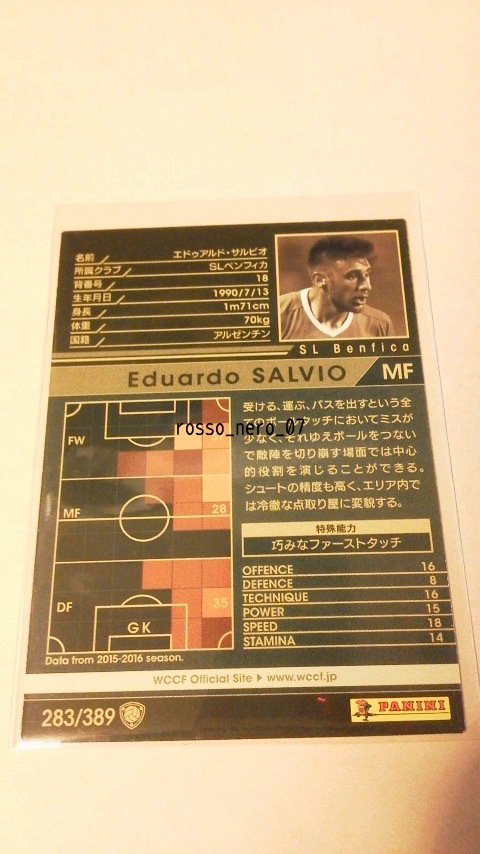 名前 エドゥアルド・サルビオ
所属クラブ SLベンフィカ
背番号 18
生年月日 1990/7/13
身長 1m71cm
体重 70kg
国籍 アルゼンチン
SL Benfica
Eduardo SALVIO MF
FW
MF
28
DF
35
GK
Data from 2015-2016 season.
受ける、運ぶ、パスを出すという全
てのボールタッチにおいてミスが
少なく、それゆえボールをつない
で敵陣を切り崩す場面では中心
的役割を演じることができる。
シュートの精度も高く、エリア内で
は冷徹な点取り屋に変貌する。
rosso_nero_07
特殊能力
巧みなファーストタッチ
OFFENCE 16
DEFENCE 8
TECHNIQUE 16
POWER 15
SPEED 18
STAMINA 14
WCCF Official Site ▶ www.wccf.jp
283/389
PANINI